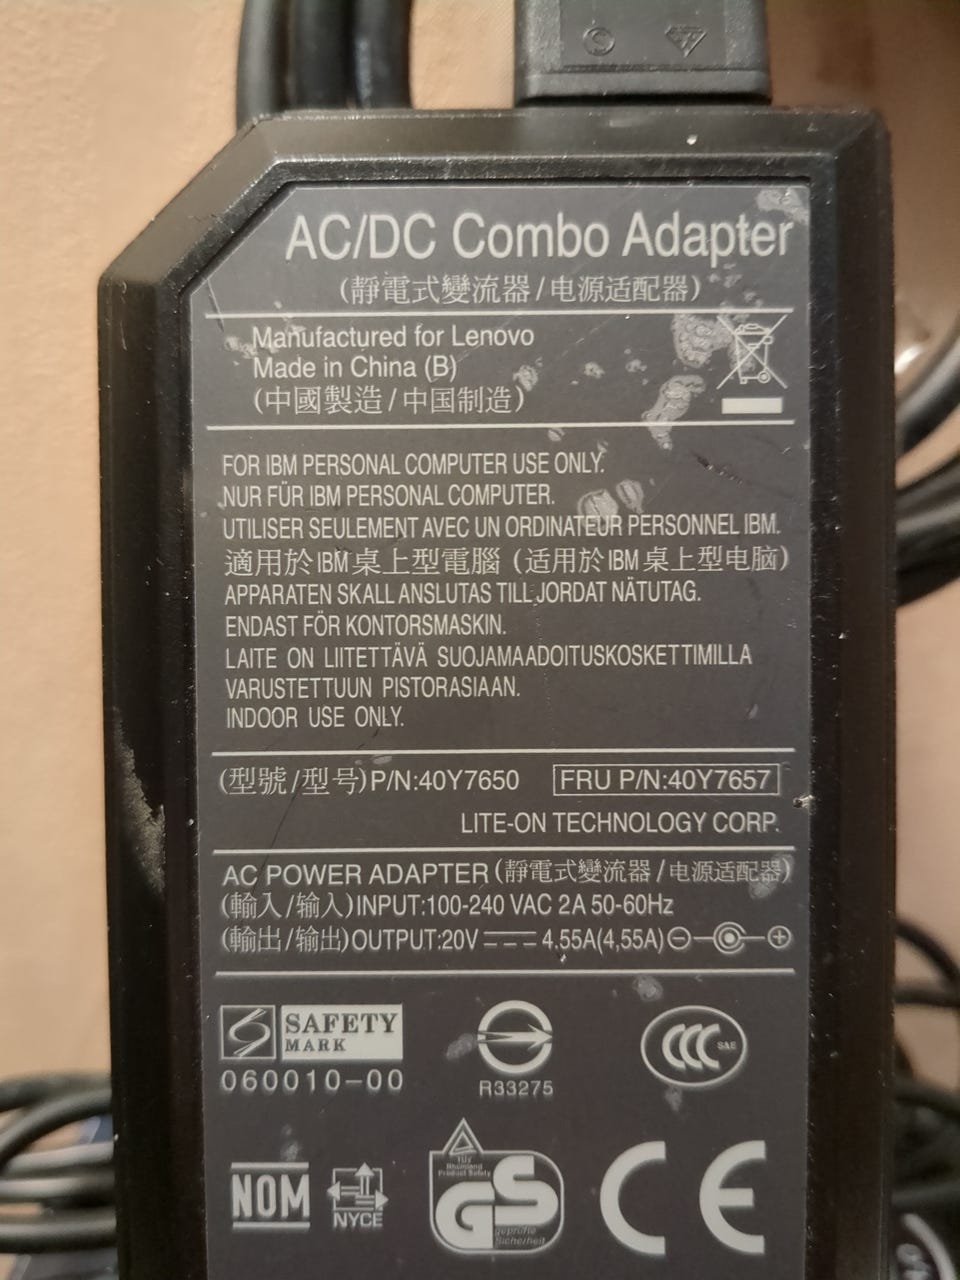 AC/DC Combo Adapter
(靜電式變流器/电源适配器)
Manufactured for Lenovo
Made in China (B)
(中國製造/中国制造)
FOR IBM PERSONAL COMPUTER USE ONLY.
NUR FÜR IBM PERSONAL COMPUTER.
UTILISER SEULEMENT AVEC UN ORDINATEUR PERSONNEL IBM.
適用於IBM桌上型電腦 (适用於IBM桌上型电脑)
APPARATEN SKALL ANSLUTAS TILL JORDAT NÄTUTAG.
ENDAST FÖR KONTORSMASKIN.
LAITE ON LIITETTÄVÄ SUOJAMAADOITUSKOSKETTIMILLA
VARUSTETTUUN PISTORASIAAN.
INDOOR USE ONLY.
(型號/型号)P/N:40Y7650 FRU P/N:40Y7657
LITE-ON TECHNOLOGY CORP.
AC POWER ADAPTER (靜電式變流器/电源适配器)
(輸入/输入)INPUT:100-240 VAC 2A 50-60Hz
(輸出/输出)OUTPUT:20V ⎓ 4.55A(4,55A)
SAFETY
MARK
060010-00
R33275
CCC S&E
NOM
NYCE
TÜV
Rheinland
Product Safety
GS
geprüfte
Sicherheit
CE